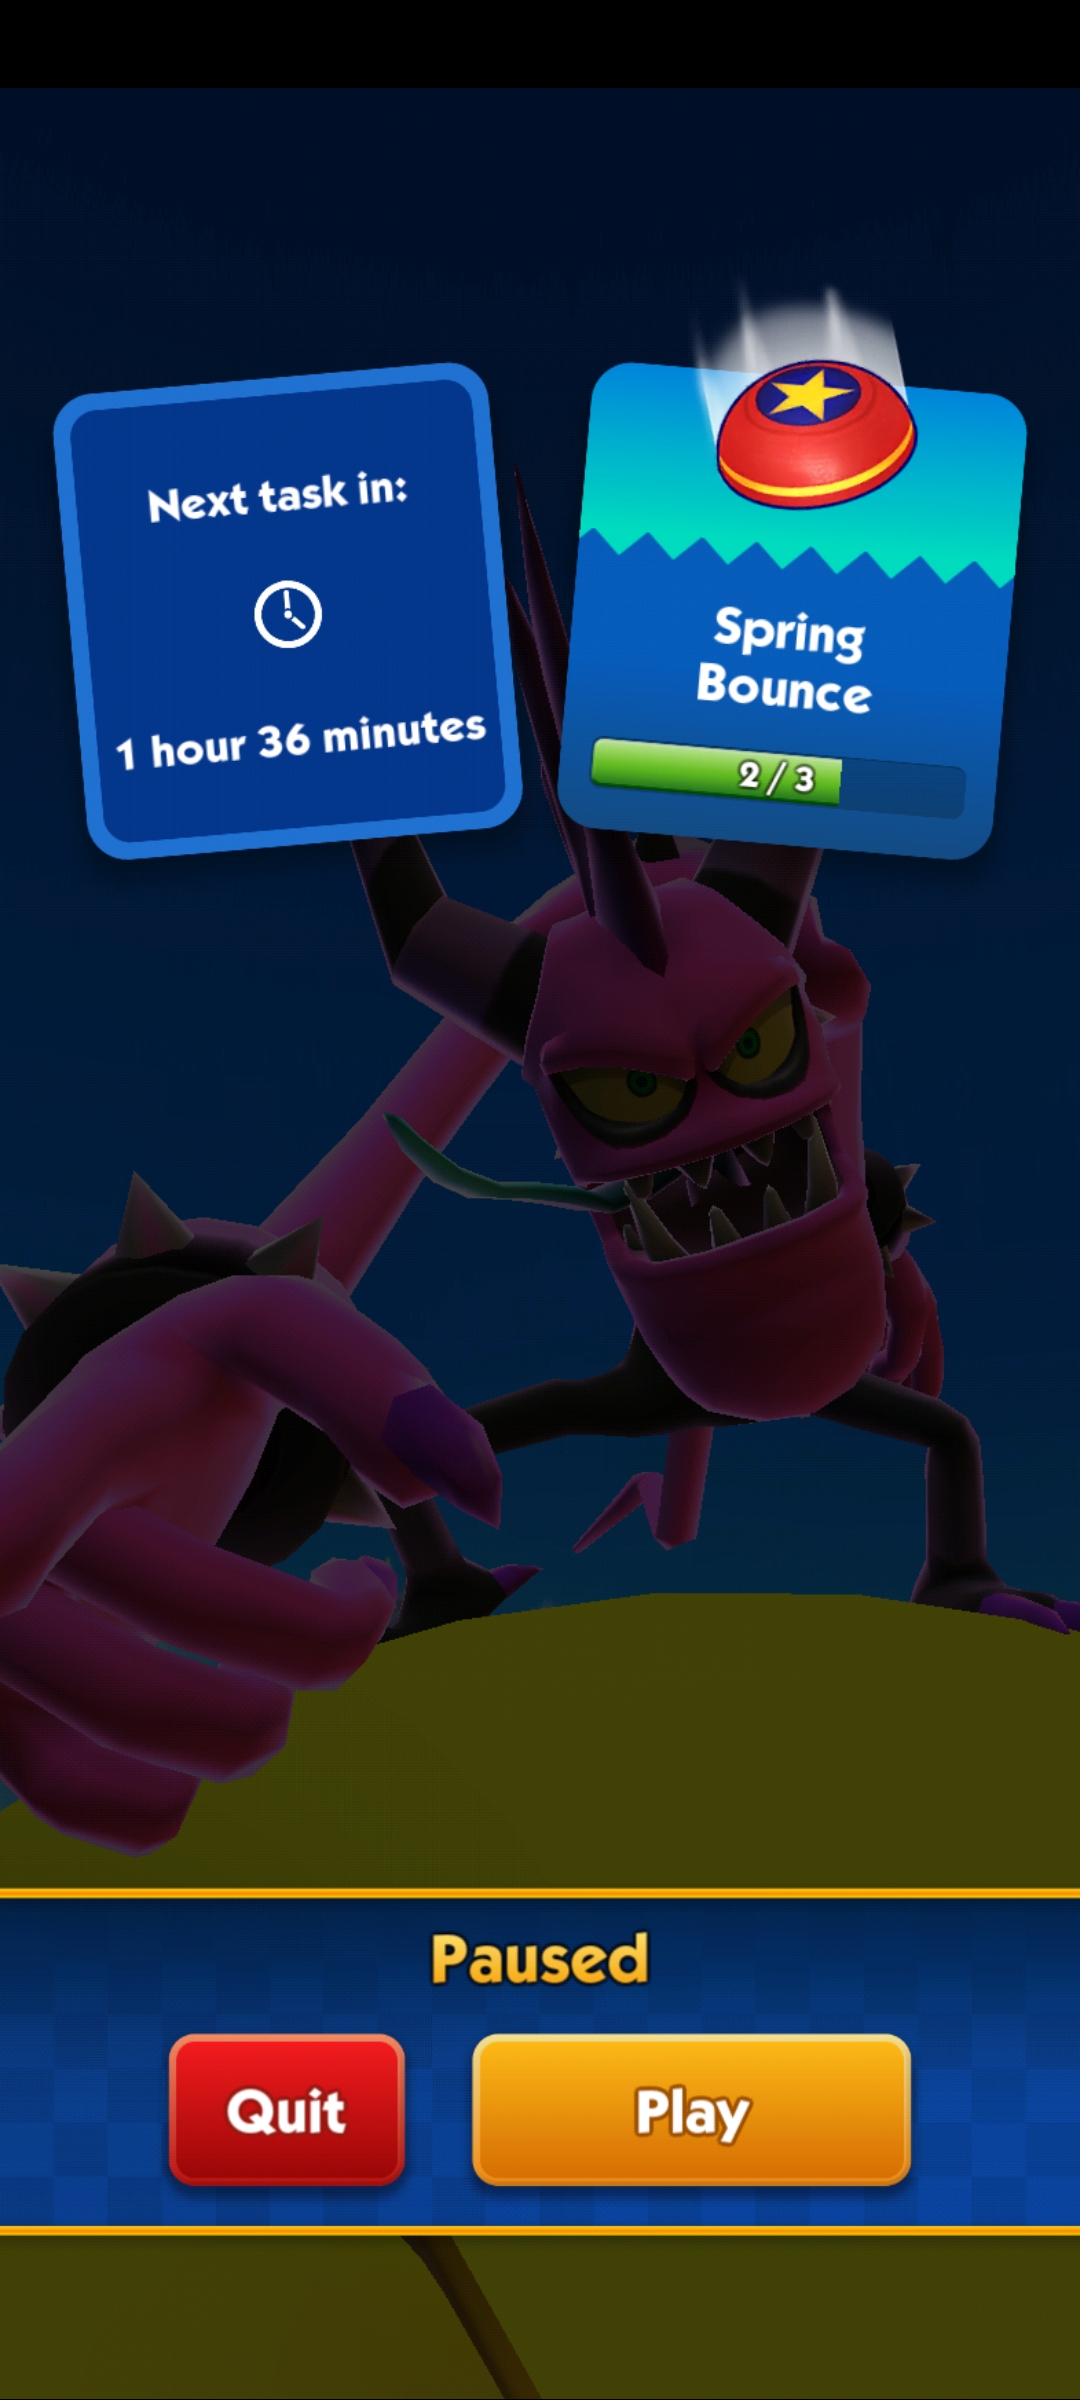 Next task in:
1 hour 36 minutes
Spring
Bounce
2 / 3
Paused
Quit
Play